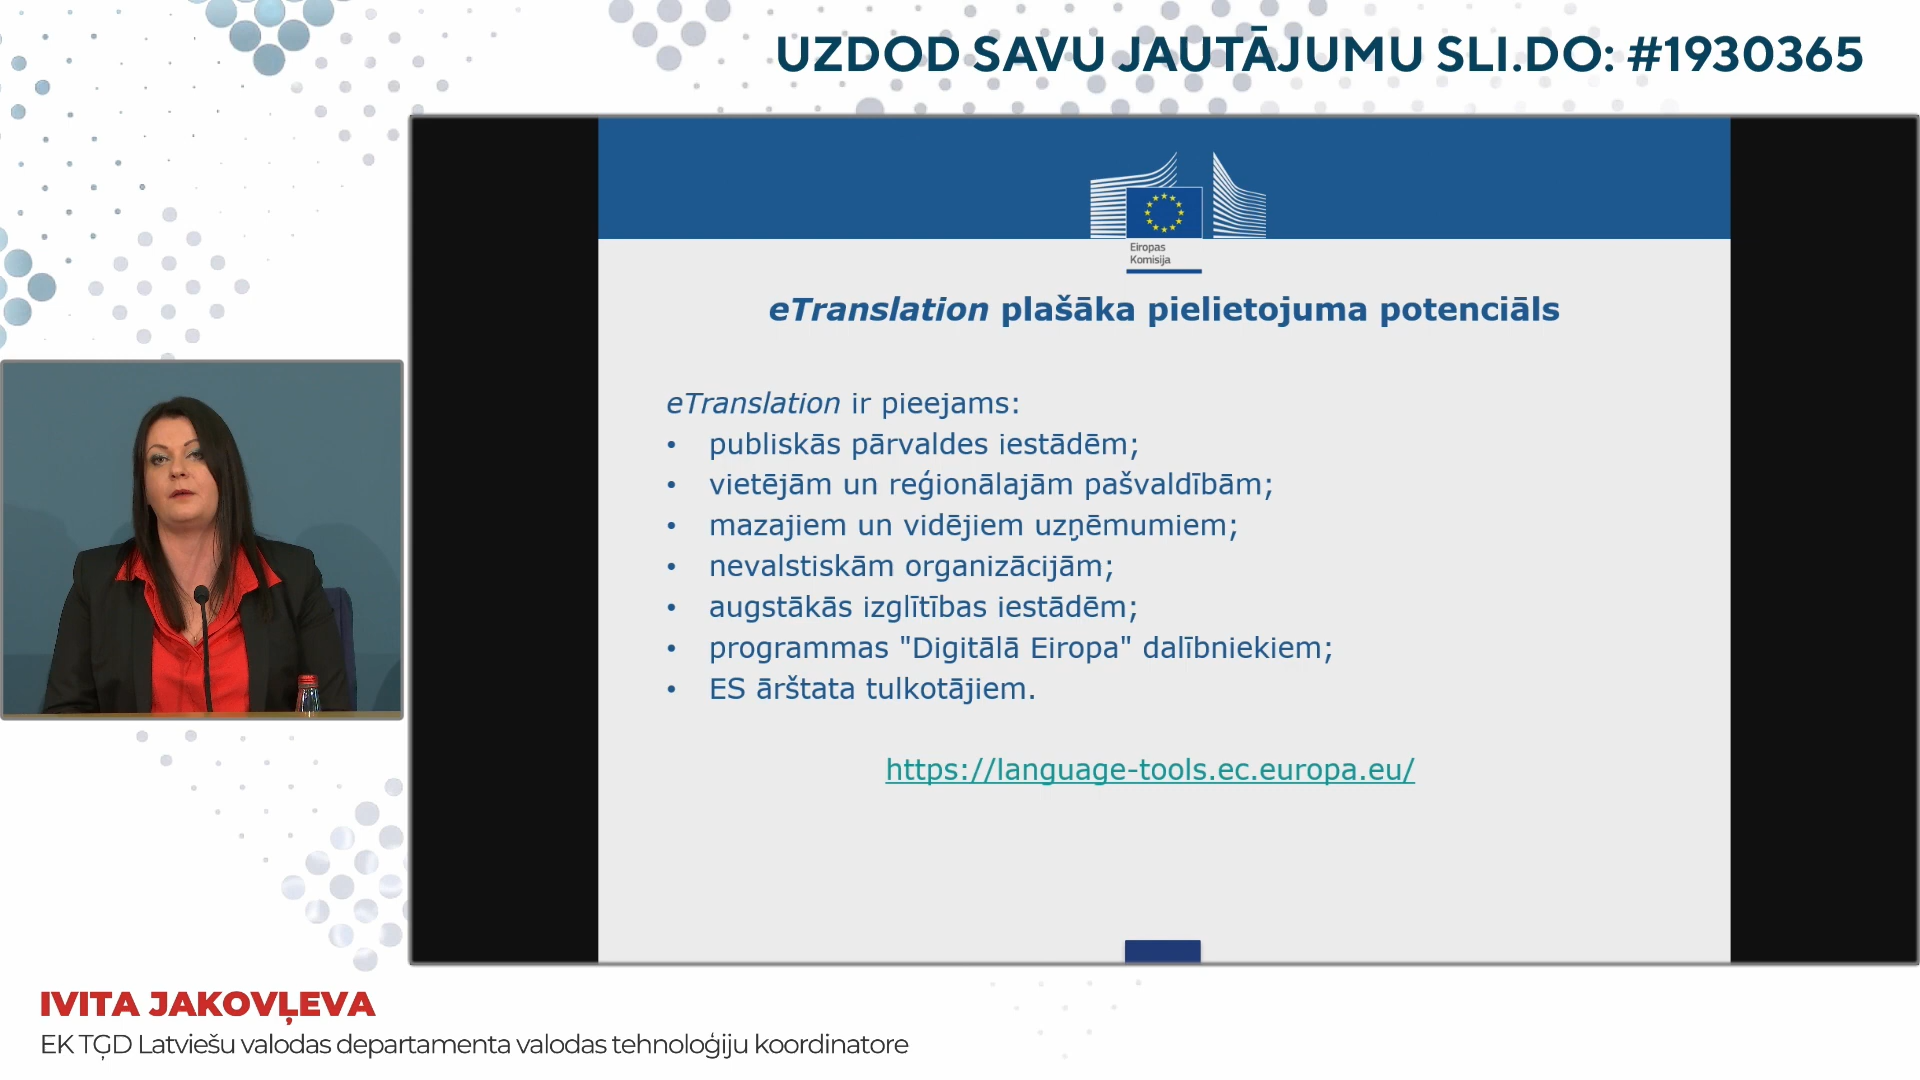 UZDOD SAVU JAUTĀJUMU SLI.DO: #1930365
Eiropas
Komisija
eTranslation plašāka pielietojuma potenciāls
eTranslation ir pieejams:
• publiskās pārvaldes iestādēm;
• vietējām un reģionālajām pašvaldībām;
• mazajiem un vidējiem uzņēmumiem;
• nevalstiskām organizācijām;
• augstākās izglītības iestādēm;
• programmas "Digitālā Eiropa" dalībniekiem;
• ES ārštata tulkotājiem.
https://language-tools.ec.europa.eu/
IVITA JAKOVĻEVA
EK TĢD Latviešu valodas departamenta valodas tehnoloģiju koordinatore